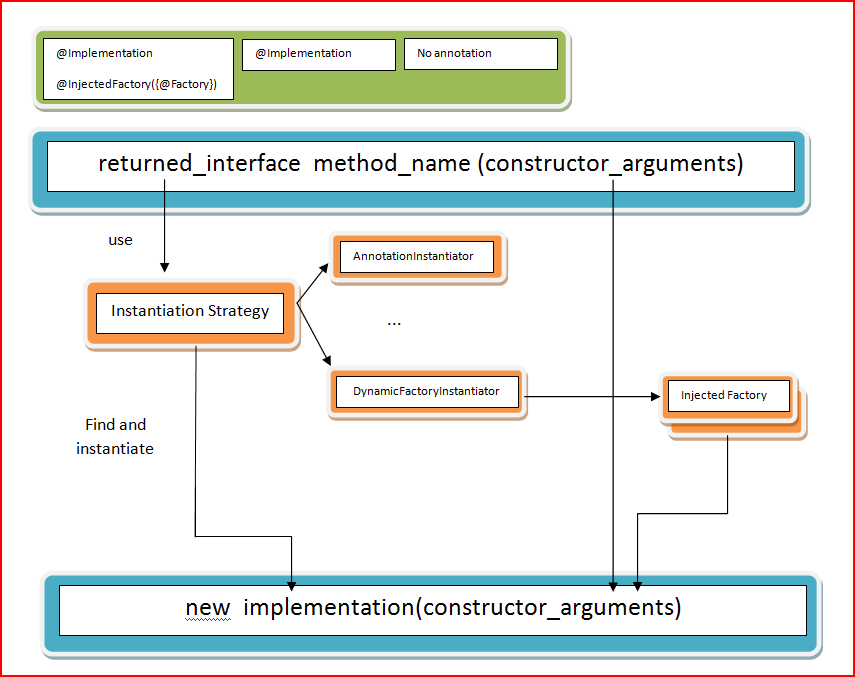 @Implementation
@InjectedFactory({@Factory})
@Implementation
No annotation
returned_interface method_name (constructor_arguments)
use
AnnotationInstantiator
Instantiation Strategy
...
DynamicFactoryInstantiator
Injected Factory
Find and
instantiate
new implementation(constructor_arguments)